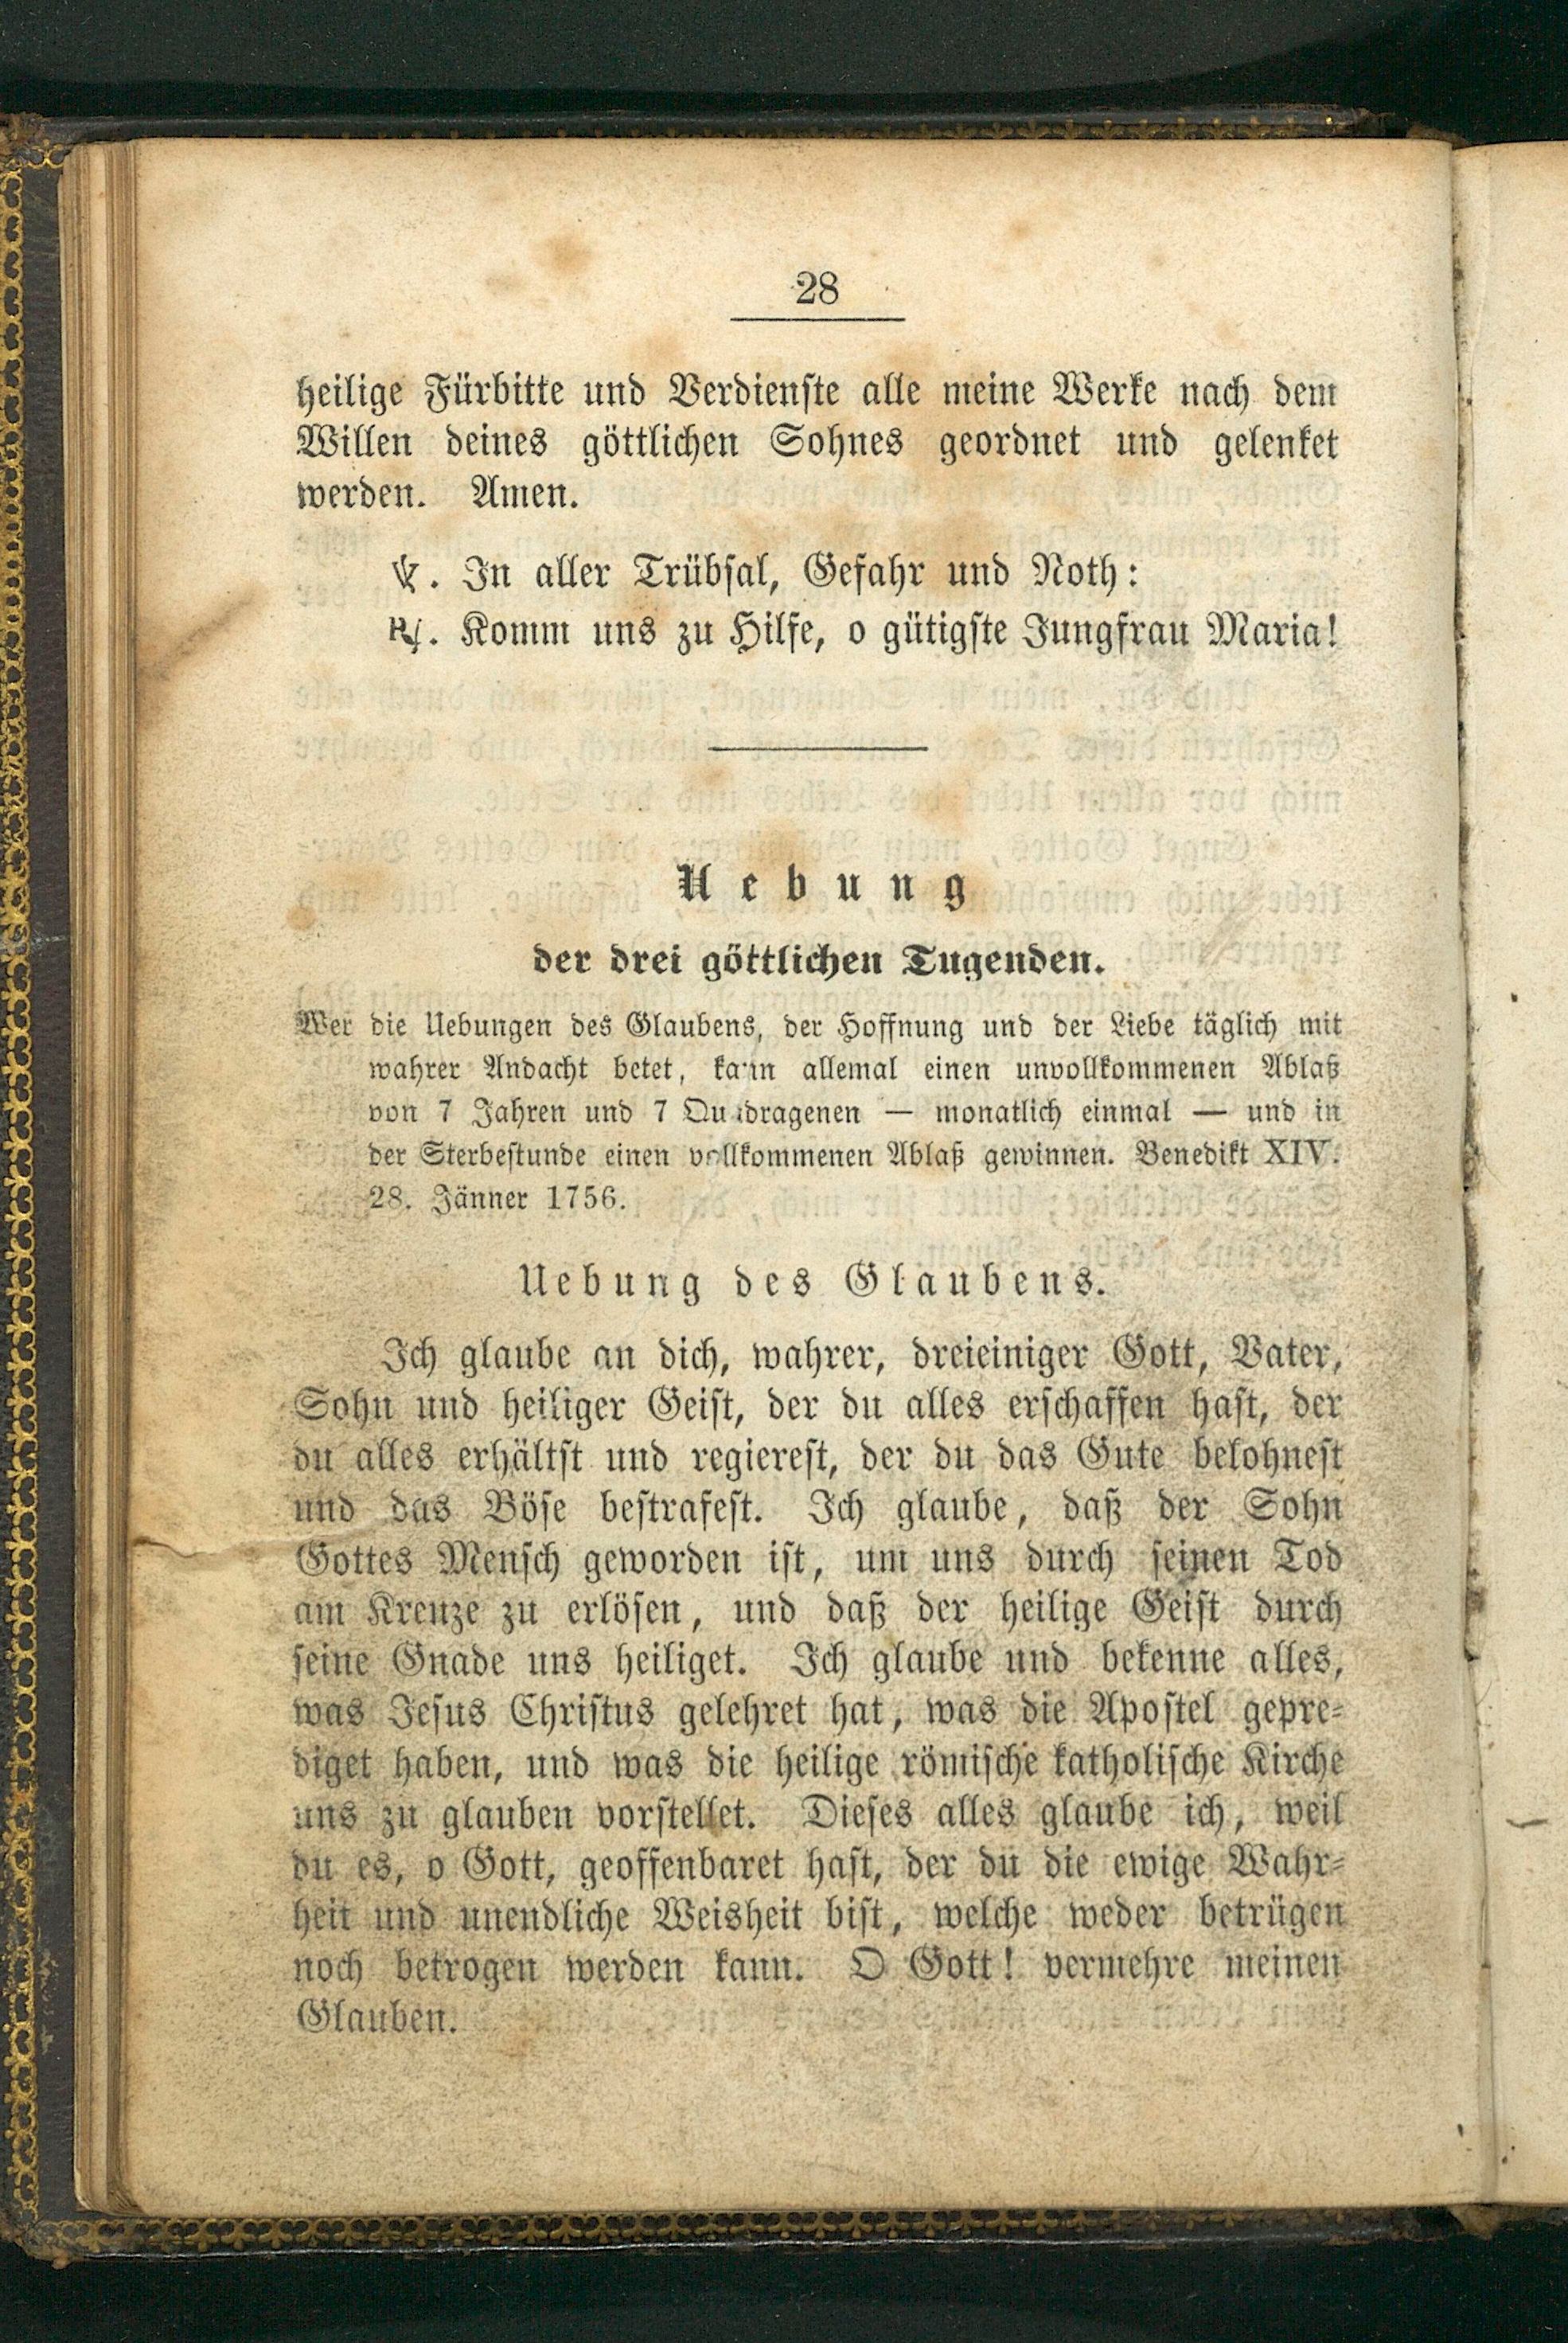 28
heilige Fürbitte und Verdienste alle meine Werke nach dem
Willen deines göttlichen Sohnes geordnet und gelenket
werden. Amen.
℣. In aller Trübsal, Gefahr und Noth:
℟. Komm uns zu Hilfe, o gütigste Jungfrau Maria!
Uebung
der drei göttlichen Tugenden.
Wer die Uebungen des Glaubens, der Hoffnung und der Liebe täglich mit
wahrer Andacht betet, kann allemal einen unvollkommenen Ablaß
von 7 Jahren und 7 Quadragenen — monatlich einmal — und in
der Sterbestunde einen vollkommenen Ablaß gewinnen. Benedikt XIV.
28. Jänner 1756.
Uebung des Glaubens.
Ich glaube an dich, wahrer, dreieiniger Gott, Vater,
Sohn und heiliger Geist, der du alles erschaffen hast, der
du alles erhältst und regierest, der du das Gute belohnest
und das Böse bestrafest. Ich glaube, daß der Sohn
Gottes Mensch geworden ist, um uns durch seinen Tod
am Kreuze zu erlösen, und daß der heilige Geist durch
seine Gnade uns heiliget. Ich glaube und bekenne alles,
was Jesus Christus gelehret hat, was die Apostel gepre-
diget haben, und was die heilige römische katholische Kirche
uns zu glauben vorstellet. Dieses alles glaube ich, weil
du es, o Gott, geoffenbaret hast, der du die ewige Wahr-
heit und unendliche Weisheit bist, welche weder betrügen
noch betrogen werden kann. O Gott! vermehre meinen
Glauben.